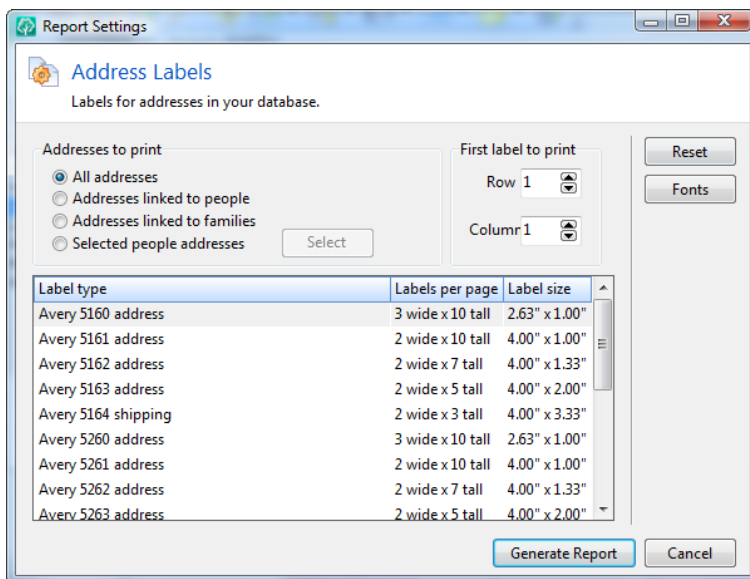 Report Settings
Address Labels
Labels for addresses in your database.
Addresses to print
All addresses
Addresses linked to people
Addresses linked to families
Selected people addresses
Select
First label to print
Row 1
Column 1
Reset
Fonts
Label type Labels per page Label size
Avery 5160 address 3 wide x 10 tall 2.63" x 1.00"
Avery 5161 address 2 wide x 10 tall 4.00" x 1.00"
Avery 5162 address 2 wide x 7 tall 4.00" x 1.33"
Avery 5163 address 2 wide x 5 tall 4.00" x 2.00"
Avery 5164 shipping 2 wide x 3 tall 4.00" x 3.33"
Avery 5260 address 3 wide x 10 tall 2.63" x 1.00"
Avery 5261 address 2 wide x 10 tall 4.00" x 1.00"
Avery 5262 address 2 wide x 7 tall 4.00" x 1.33"
Avery 5263 address 2 wide x 5 tall 4.00" x 2.00"
Generate Report
Cancel